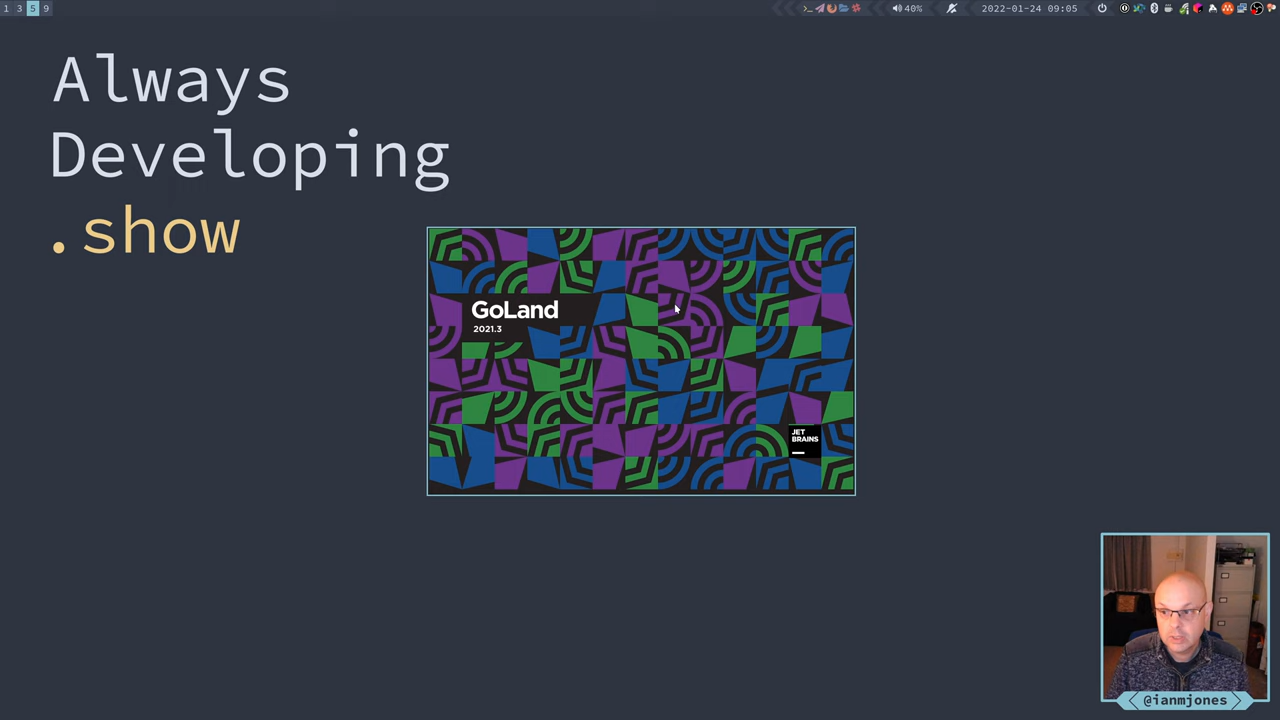 1 3 5 9
40%
2022-01-24 09:05
Always
Developing
.show
GoLand
2021.3
JET
BRAINS
@ianmjones